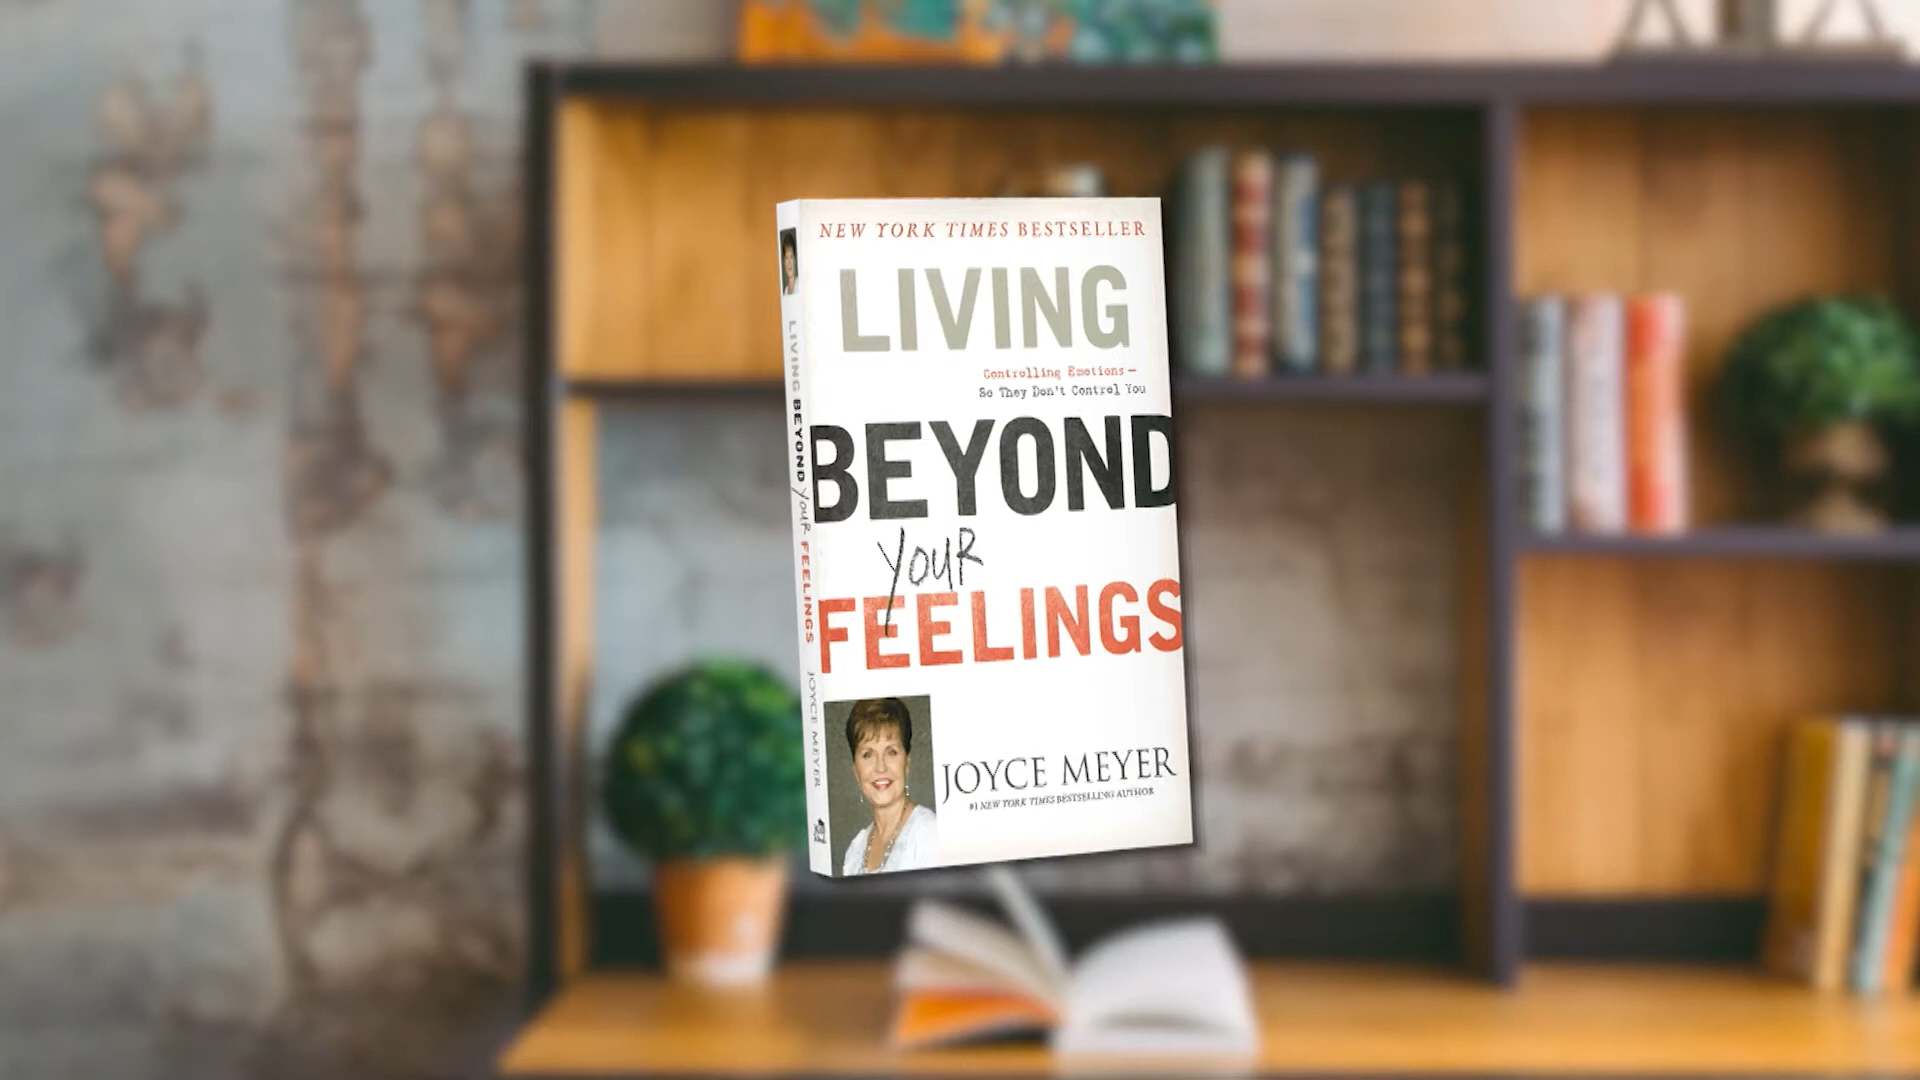 NEW YORK TIMES BESTSELLER
LIVING
Controlling Emotions—
So They Don't Control You
BEYOND
YOUR
FEELINGS
JOYCE MEYER
#1 NEW YORK TIMES BESTSELLING AUTHOR
LIVING BEYOND YOUR FEELINGS JOYCE MEYER